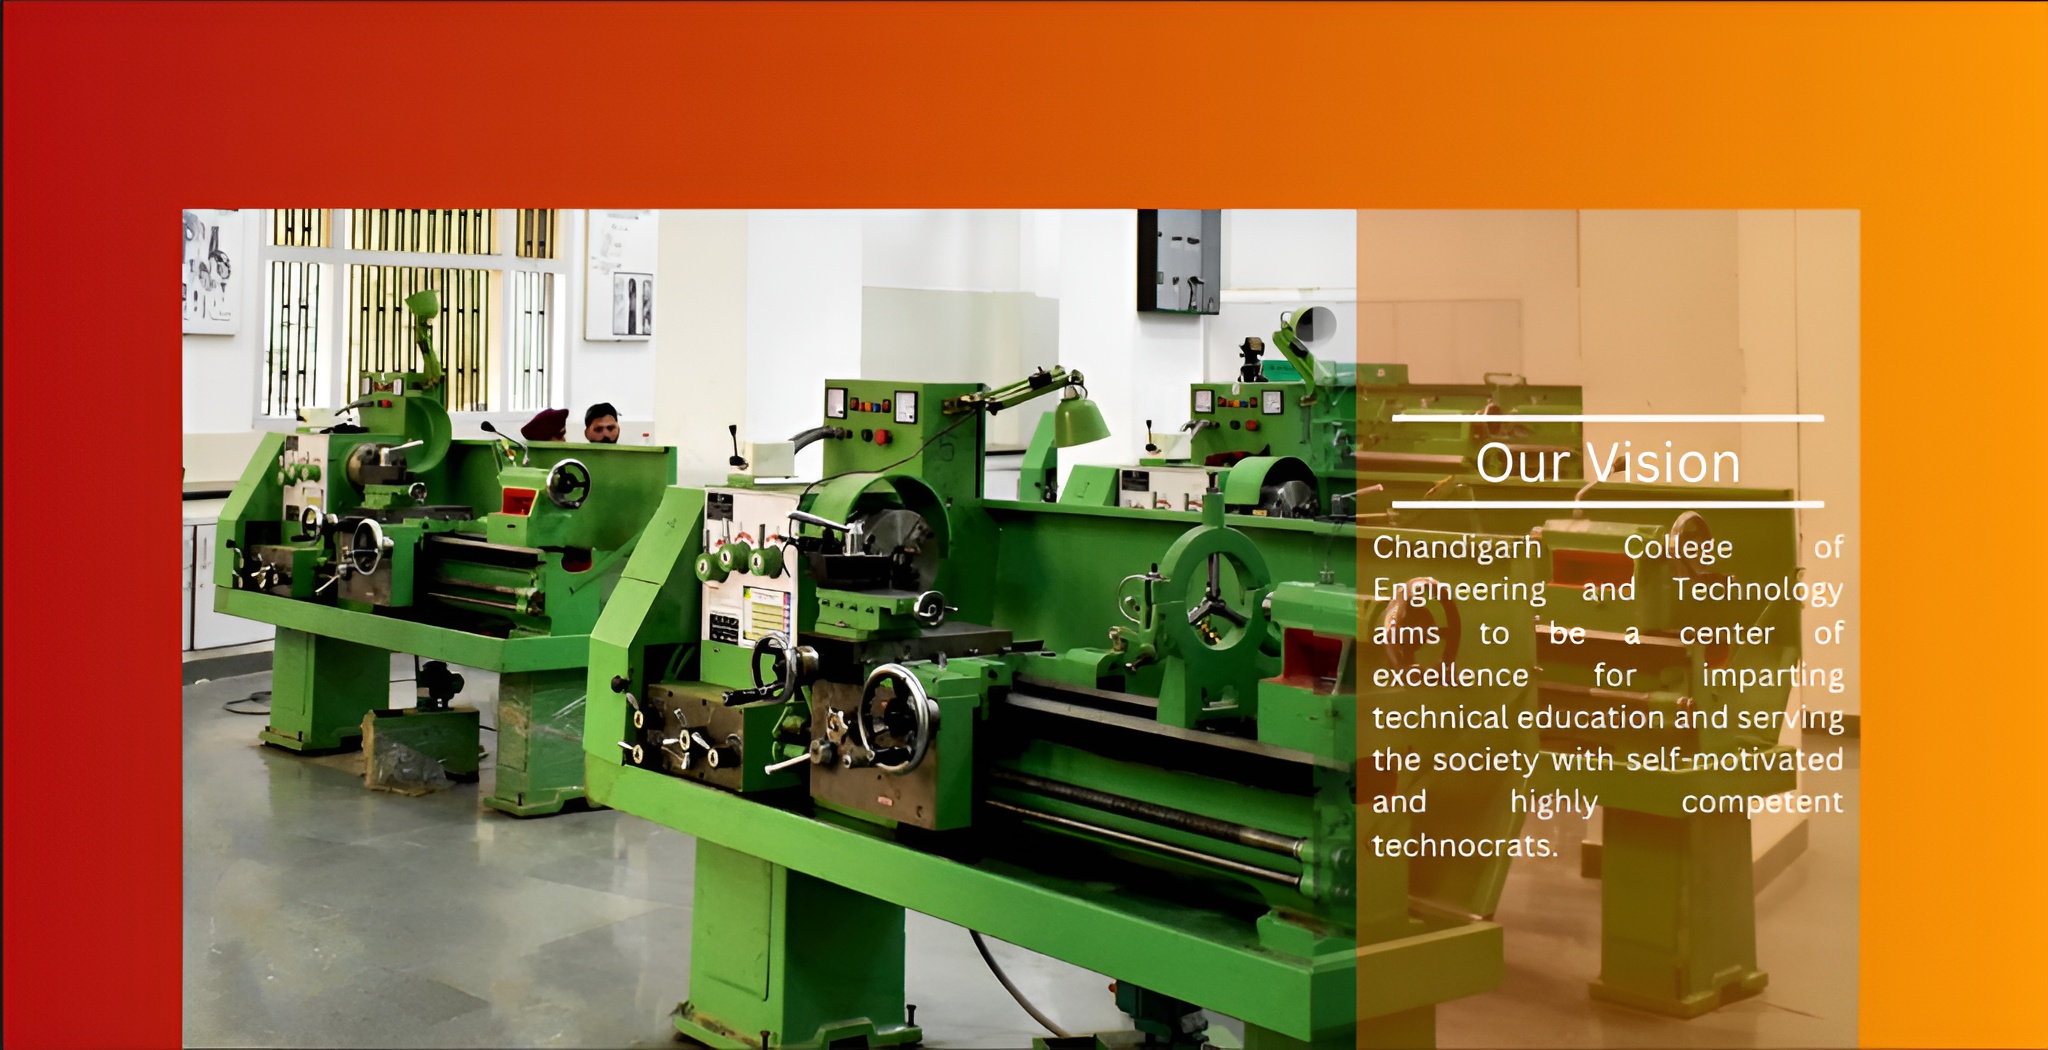 Our Vision
Chandigarh College of
Engineering and Technology
aims to be a center of
excellence for imparting
technical education and serving
the society with self-motivated
and highly competent
technocrats.